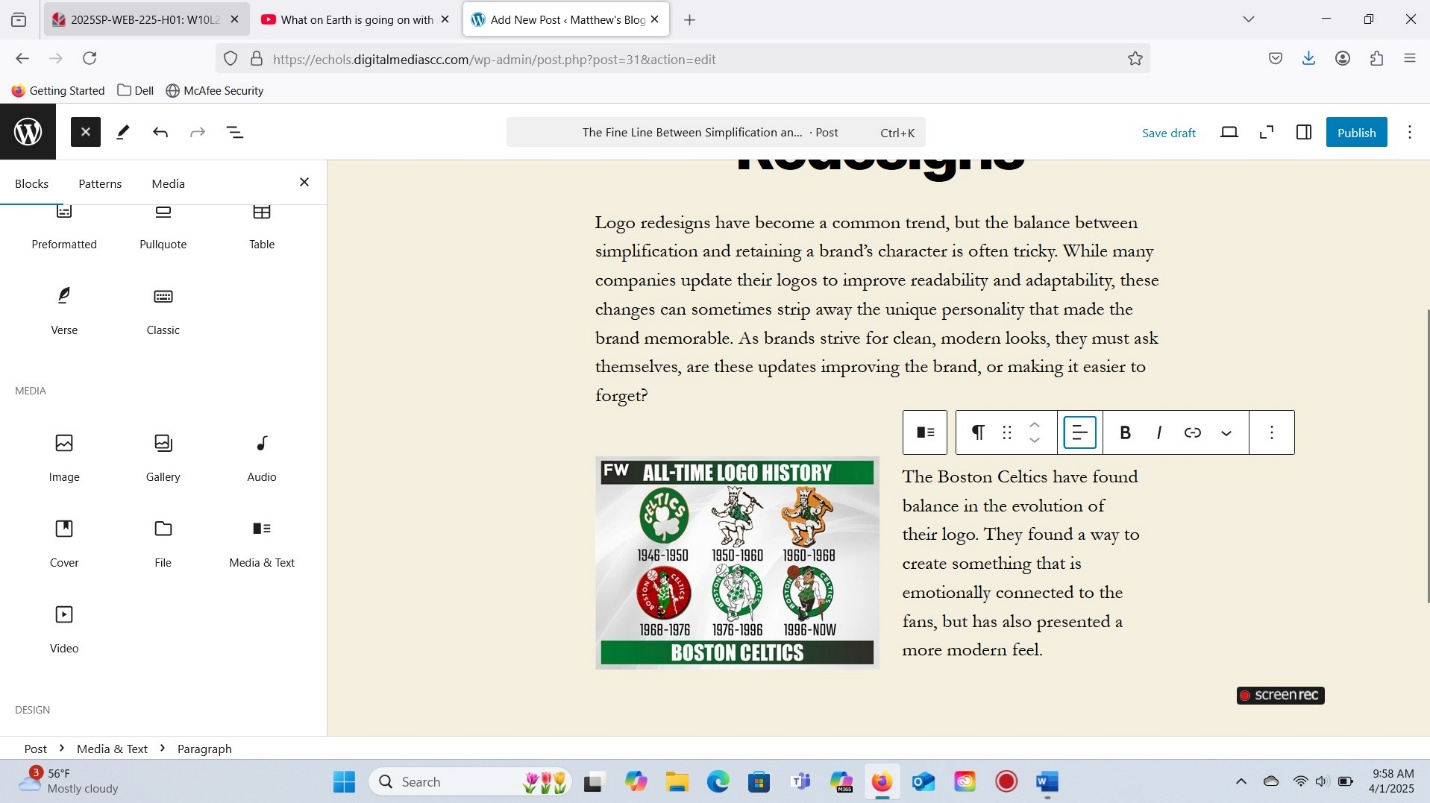 2025SP-WEB-225-H01: W10L2
What on Earth is going on with
Add New Post ‹ Matthew's Blog
https://echols.digitalmediascc.com/wp-admin/post.php?post=31&action=edit
Getting Started
Dell
McAfee Security
The Fine Line Between Simplification an... · Post
Ctrl+K
Save draft
Publish
Blocks
Patterns
Media
Preformatted
Pullquote
Table
Verse
Classic
MEDIA
Image
Gallery
Audio
Cover
File
Media & Text
Video
DESIGN
Redesigns
Logo redesigns have become a common trend, but the balance between
simplification and retaining a brand's character is often tricky. While many
companies update their logos to improve readability and adaptability, these
changes can sometimes strip away the unique personality that made the
brand memorable. As brands strive for clean, modern looks, they must ask
themselves, are these updates improving the brand, or making it easier to
forget?
B I
FW ALL-TIME LOGO HISTORY
CELTICS
1946-1950 1950-1960 1960-1968
1968-1976 1976-1996 1996-NOW
BOSTON CELTICS
The Boston Celtics have found
balance in the evolution of
their logo. They found a way to
create something that is
emotionally connected to the
fans, but has also presented a
more modern feel.
screenrec
Post > Media & Text > Paragraph
3
56°F
Mostly cloudy
Search
9:58 AM
4/1/2025